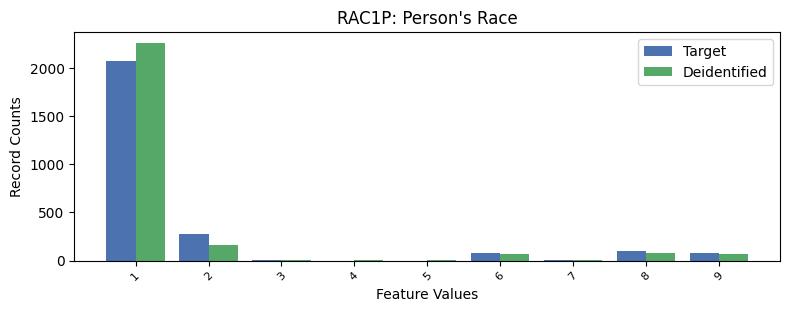 RAC1P: Person's Race
Target
Deidentified
Record Counts
2000
1500
1000
500
0
1 2 3 4 5 6 7 8 9
Feature Values